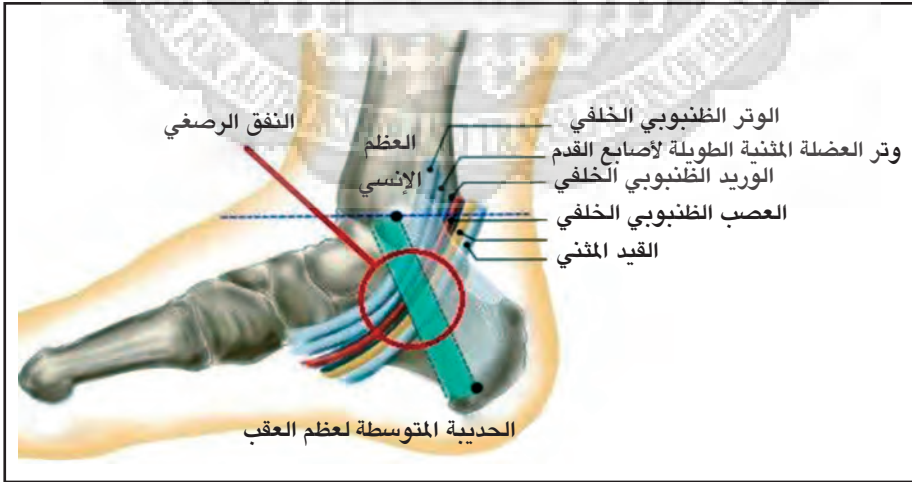 النفق الرصغي
العظم
الإنسي
الوتر الظنبوبي الخلفي
وتر العضلة المثنية الطويلة لأصابع القدم
الوريد الظنبوبي الخلفي
العصب الظنبوبي الخلفي
القيد المثني
الحديبة المتوسطة لعظم العقب